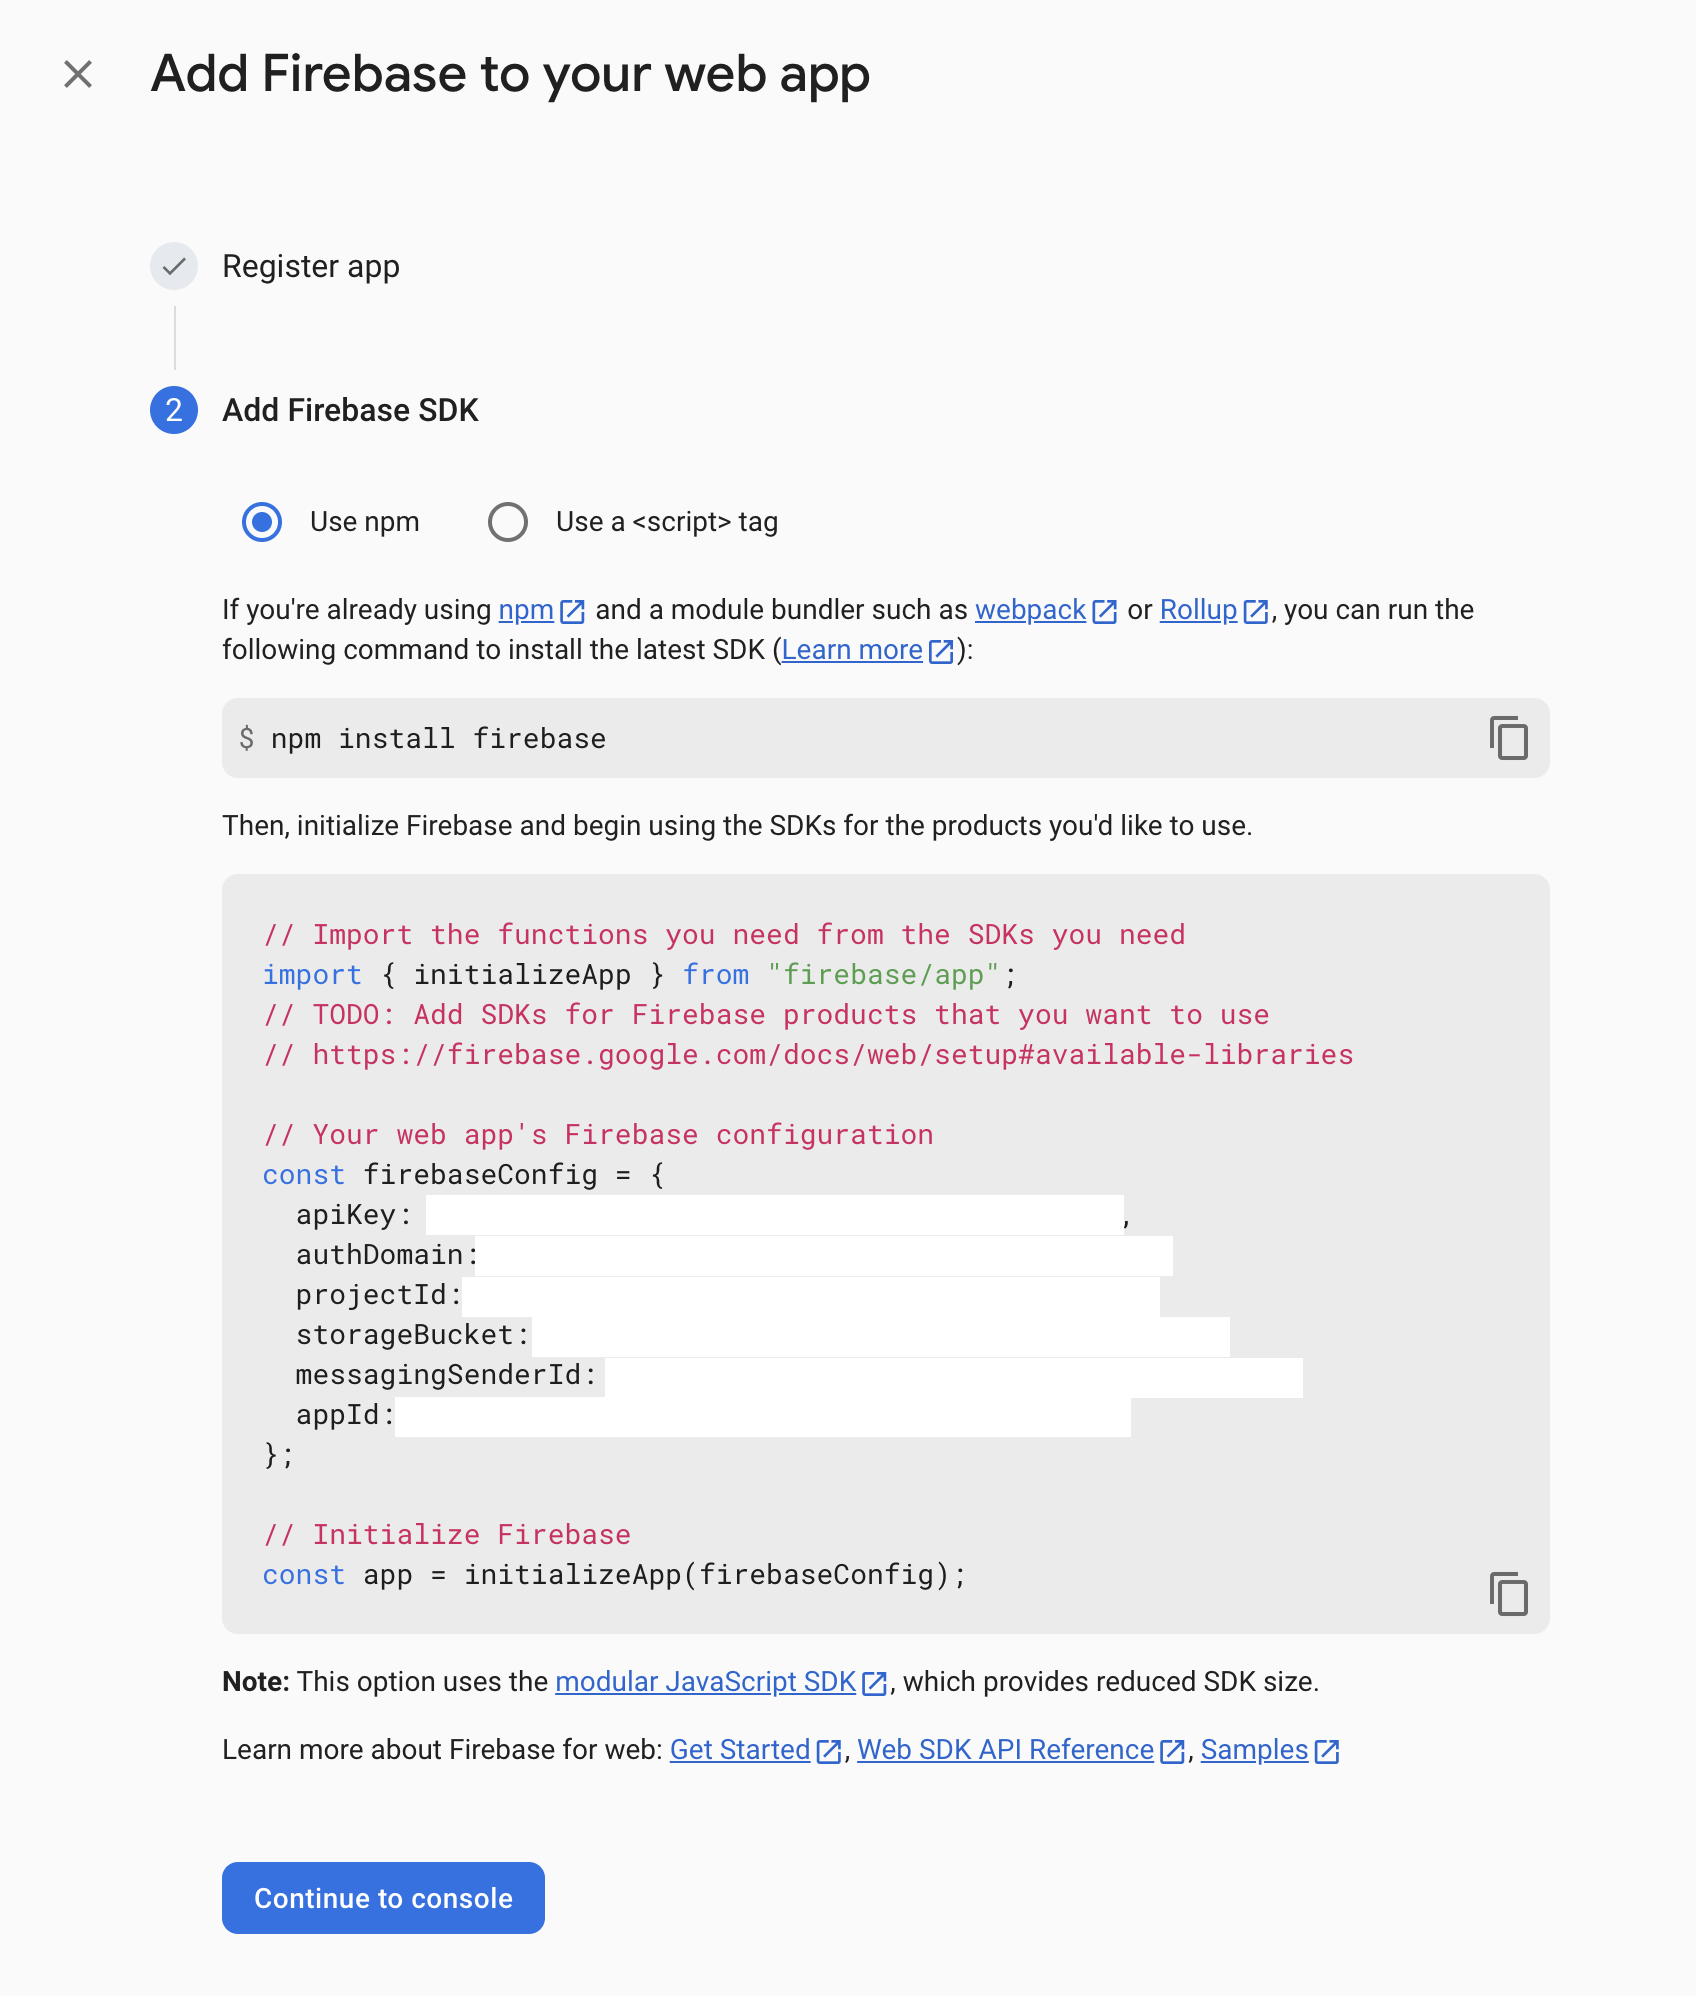 Add Firebase to your web app
Register app
2 Add Firebase SDK
Use npm Use a <script> tag
If you're already using npm and a module bundler such as webpack or Rollup, you can run the
following command to install the latest SDK (Learn more):
$ npm install firebase
Then, initialize Firebase and begin using the SDKs for the products you'd like to use.
// Import the functions you need from the SDKs you need
import { initializeApp } from "firebase/app";
// TODO: Add SDKs for Firebase products that you want to use
// https://firebase.google.com/docs/web/setup#available-libraries
// Your web app's Firebase configuration
const firebaseConfig = {
apiKey: ,
authDomain:
projectId:
storageBucket:
messagingSenderId:
appId:
};
// Initialize Firebase
const app = initializeApp(firebaseConfig);
Note: This option uses the modular JavaScript SDK, which provides reduced SDK size.
Learn more about Firebase for web: Get Started, Web SDK API Reference, Samples
Continue to console